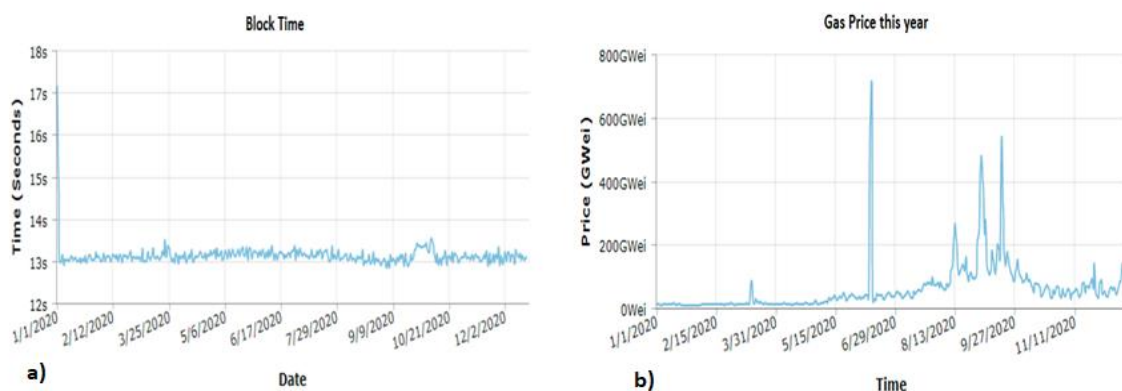 Block Time
18s
17s
16s
15s
14s
13s
12s
Time (Seconds)
1/1/2020
2/12/2020
3/25/2020
5/6/2020
6/17/2020
7/29/2020
9/9/2020
10/21/2020
12/2/2020
Date
a)
Gas Price this year
800GWei
600GWei
400GWei
200GWei
0Wei
Price (GWei)
1/1/2020
2/15/2020
3/31/2020
5/15/2020
6/29/2020
8/13/2020
9/27/2020
11/11/2020
Time
b)